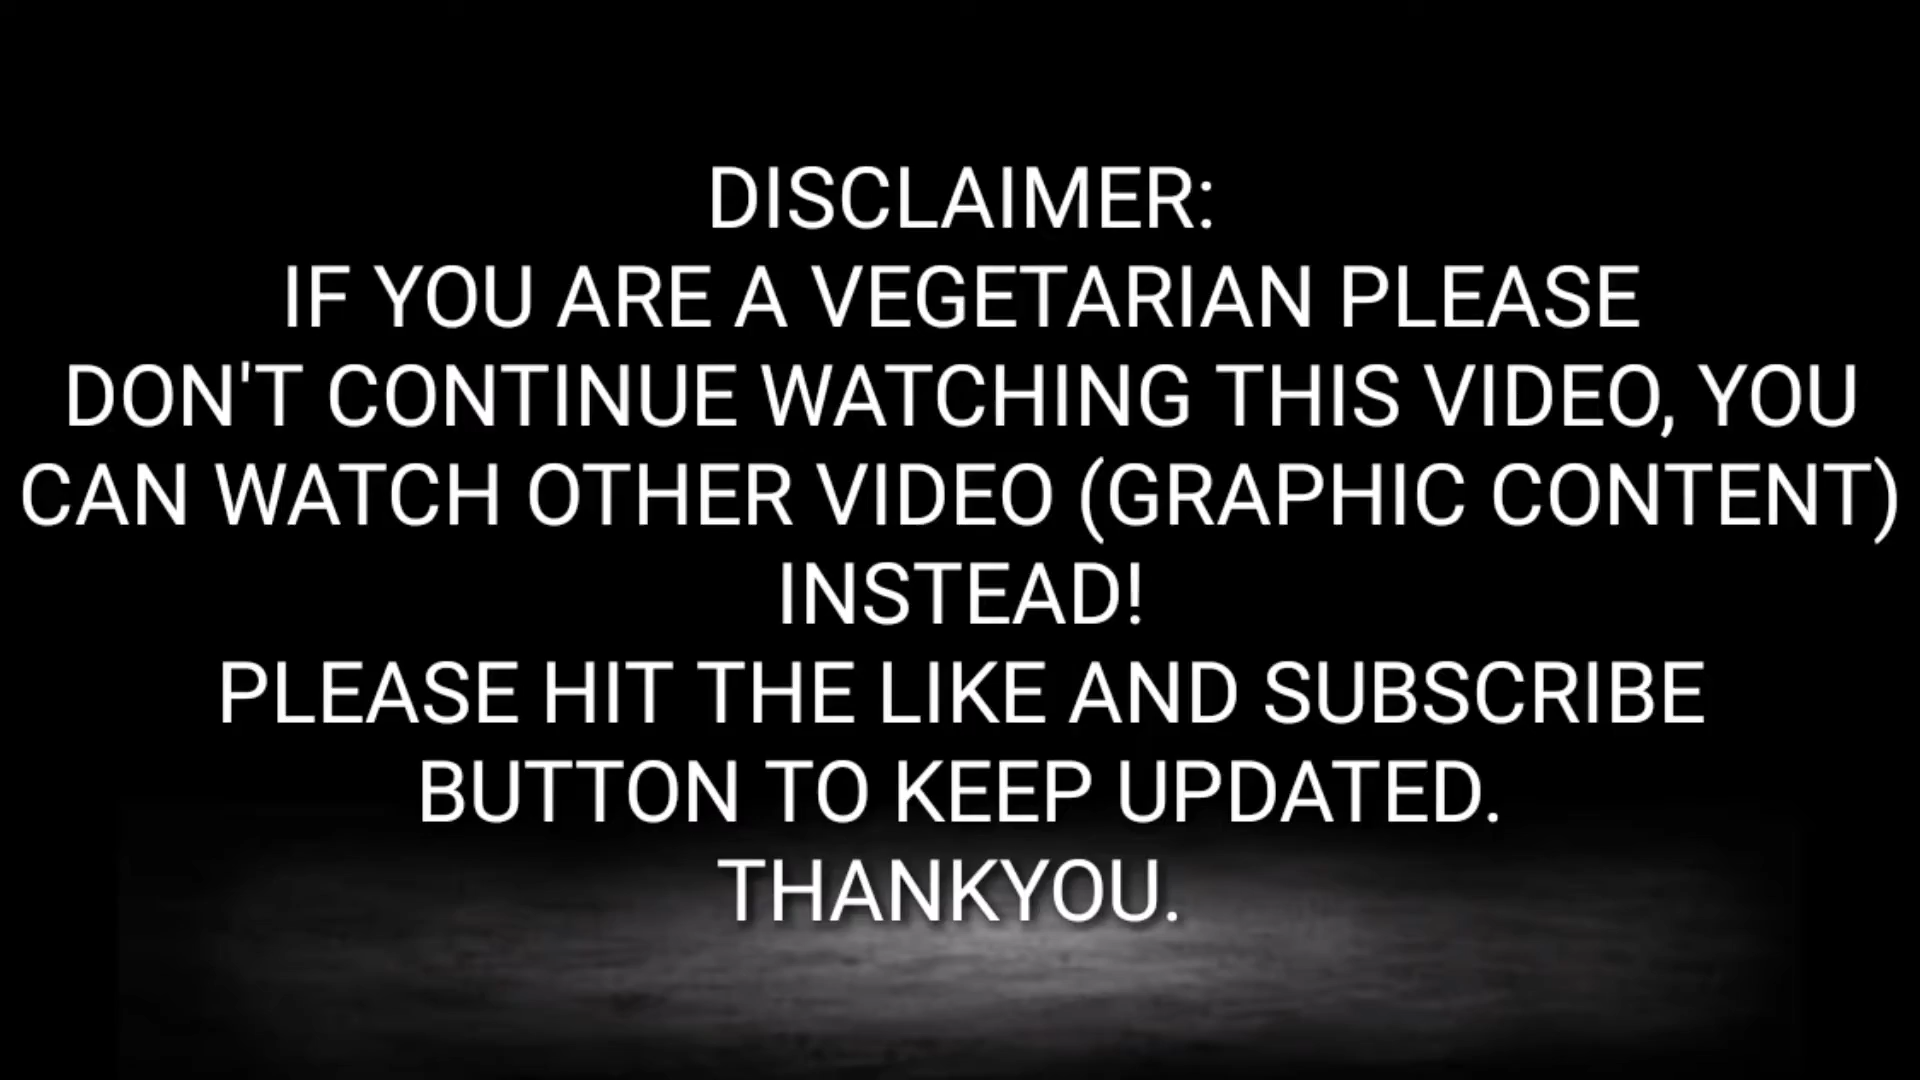 DISCLAIMER:
IF YOU ARE A VEGETARIAN PLEASE
DON'T CONTINUE WATCHING THIS VIDEO, YOU
CAN WATCH OTHER VIDEO (GRAPHIC CONTENT)
INSTEAD!
PLEASE HIT THE LIKE AND SUBSCRIBE
BUTTON TO KEEP UPDATED.
THANKYOU.